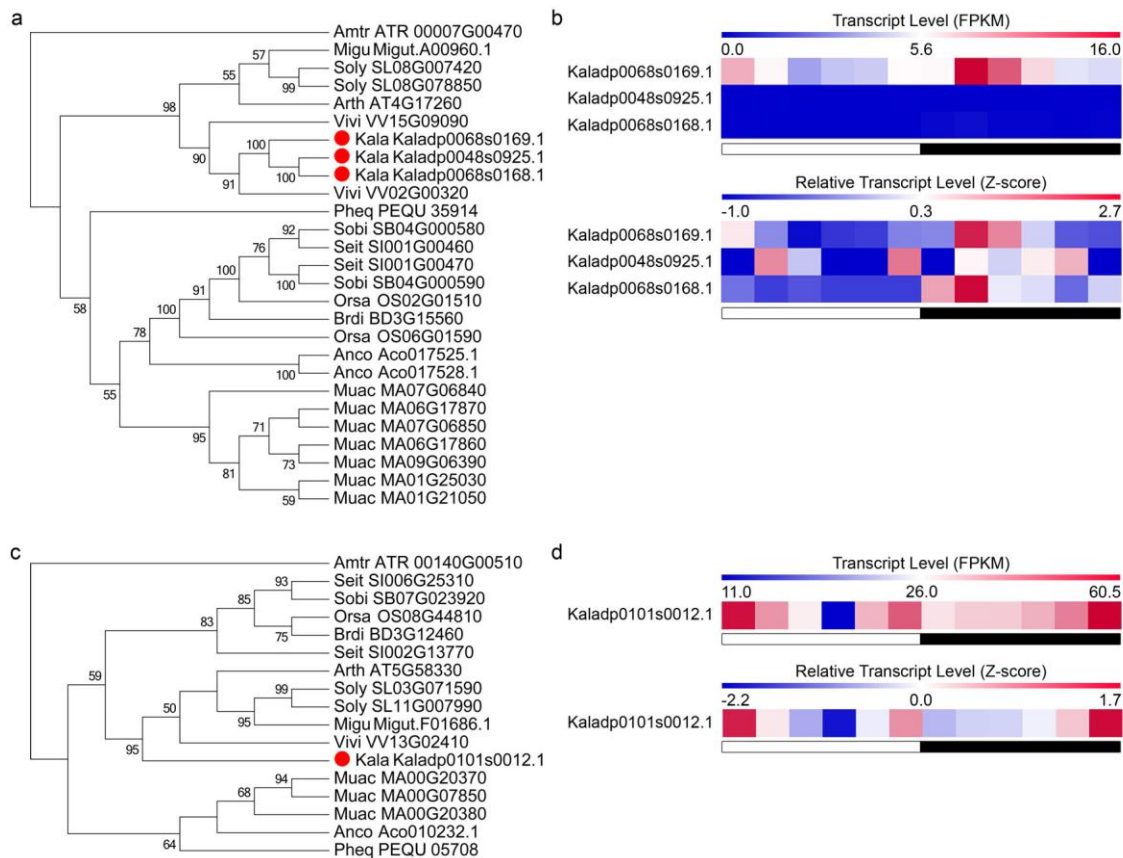 a
Amtr ATR 00007G00470
Migu Migut.A00960.1
Soly SL08G007420
Soly SL08G078850
Arth AT4G17260
Vivi VV15G09090
Kala Kaladp0068s0169.1
Kala Kaladp0048s0925.1
Kala Kaladp0068s0168.1
Vivi VV02G00320
Pheq PEQU 35914
Sobi SB04G000580
Seit SI001G00460
Seit SI001G00470
Sobi SB04G000590
Orsa OS02G01510
Brdi BD3G15560
Orsa OS06G01590
Anco Aco017525.1
Anco Aco017528.1
Muac MA07G06840
Muac MA06G17870
Muac MA07G06850
Muac MA06G17860
Muac MA09G06390
Muac MA01G25030
Muac MA01G21050
57
55
99
98
100
90
100
91
92
76
100
100
91
100
58
78
100
55
71
95
73
81
59
b
Transcript Level (FPKM)
0.0 5.6 16.0
Kaladp0068s0169.1
Kaladp0048s0925.1
Kaladp0068s0168.1
Relative Transcript Level (Z-score)
-1.0 0.3 2.7
Kaladp0068s0169.1
Kaladp0048s0925.1
Kaladp0068s0168.1
c
Amtr ATR 00140G00510
Seit SI006G25310
Sobi SB07G023920
Orsa OS08G44810
Brdi BD3G12460
Seit SI002G13770
Arth AT5G58330
Soly SL03G071590
Soly SL11G007990
Migu Migut.F01686.1
Vivi VV13G02410
Kala Kaladp0101s0012.1
Muac MA00G20370
Muac MA00G07850
Muac MA00G20380
Anco Aco010232.1
Pheq PEQU 05708
93
85
83
75
59
99
50
95
95
94
68
64
d
Transcript Level (FPKM)
11.0 26.0 60.5
Kaladp0101s0012.1
Relative Transcript Level (Z-score)
-2.2 0.0 1.7
Kaladp0101s0012.1